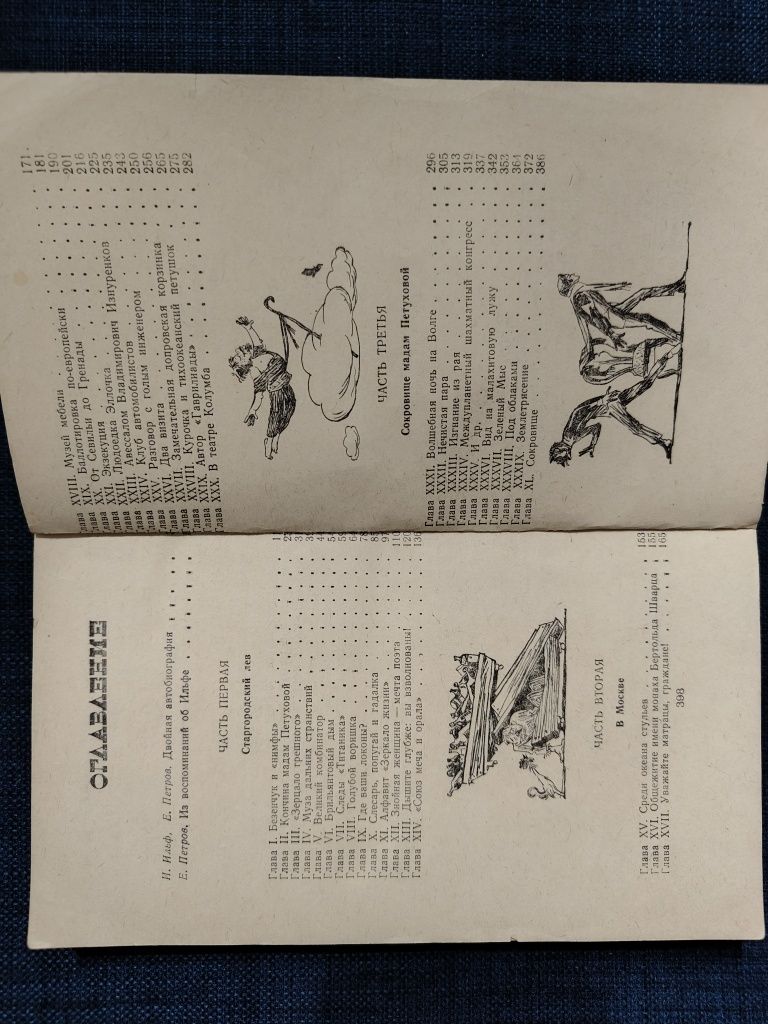 ОГЛАВЛЕНИЕ
И. Ильф, Е. Петров, Двойная автобиография
Е. Петров, Из воспоминаний об Ильфе
ЧАСТЬ ПЕРВАЯ
Старгородский лев
Глава I. Безенчук и «нимфы»
Глава II. Кончина мадам Петуховой
Глава III. «Зерцало грешного»
Глава IV. Муза дальних странствий
Глава V. Великий комбинатор
Глава VI. Брильянтовый дым
Глава VII. Следы «Титаника»
Глава VIII. Голубой воришка
Глава IX. Где ваши локоны?
Глава X. Слесарь, попугай и гадалка
Глава XI. Алфавит «Зеркало жизни»
Глава XII. Знойная женщина — мечта поэта
Глава XIII. Дышите глубже: вы взволнованы!
Глава XIV. «Союз меча и орала»
ЧАСТЬ ВТОРАЯ
В Москве
Глава XV. Среди океана стульев 153
Глава XVI. Общежитие имени монаха Бертольда Шварца 155
Глава XVII. Уважайте матрацы, граждане! 165
398
Глава XVIII. Музей мебели 171
Глава XIX. Баллотировка по-европейски 181
Глава XX. От Севильи до Гренады 190
Глава XXI. Экзекуция 201
Глава XXII. Людоедка Эллочка 216
Глава XXIII. Авессалом Владимирович Изнуренков 225
Глава XXIV. Клуб автомобилистов 235
Глава XXV. Разговор с голым инженером 243
Глава XXVI. Два визита 250
Глава XXVII. Замечательная допровская корзинка 256
Глава XXVIII. Курочка и тихоокеанский петушок 265
Глава XXIX. Автор «Гаврилиады» 275
Глава XXX. В театре Колумба 282
ЧАСТЬ ТРЕТЬЯ
Сокровище мадам Петуховой
Глава XXXI. Волшебная ночь на Волге 296
Глава XXXII. Нечистая пара 305
Глава XXXIII. Изгнание из рая 313
Глава XXXIV. Междупланетный шахматный конгресс 319
Глава XXXV. И др. 337
Глава XXXVI. Вид на малахитовую лужу 342
Глава XXXVII. Зеленый Мыс 353
Глава XXXVIII. Под облаками 364
Глава XXXIX. Землетрясение 372
Глава XL. Сокровище 386